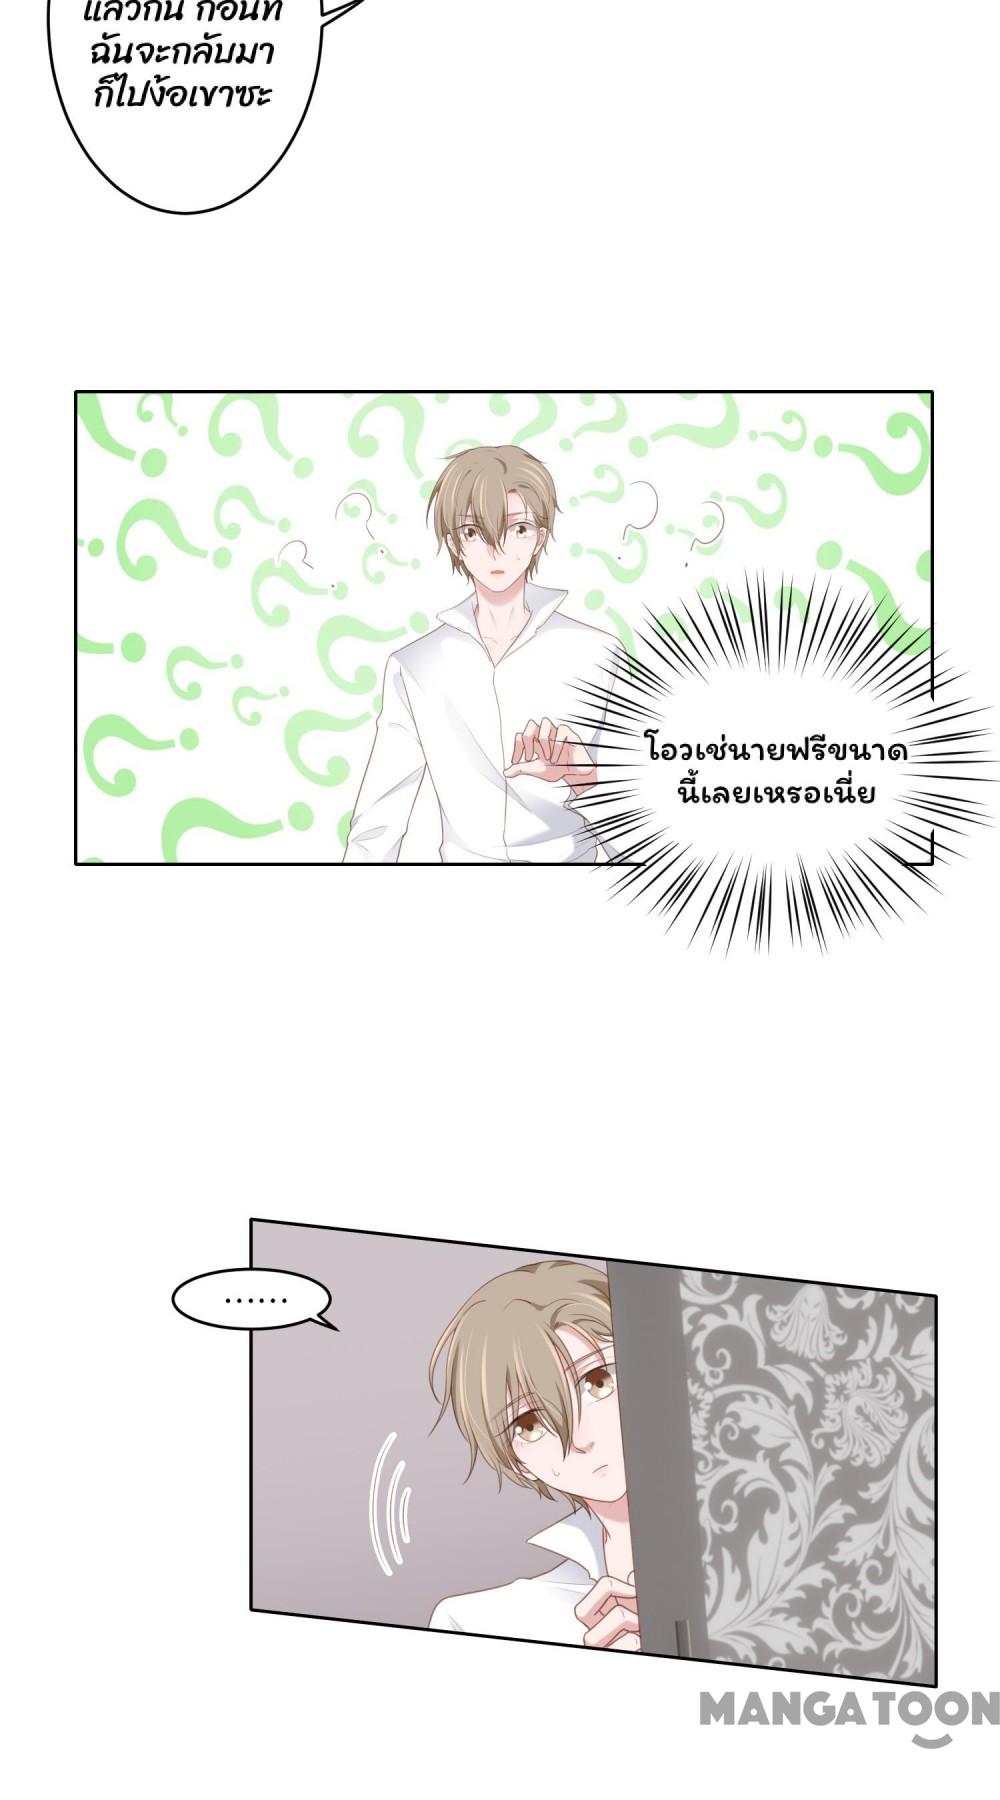 แล้วกัน ก่อนที่
ฉันจะกลับมา
ก็ไปง้อเขาซะ
โอวเช่นายฟรีขนาด
นี้เลยเหรอเนี่ย
……
MANGATOON